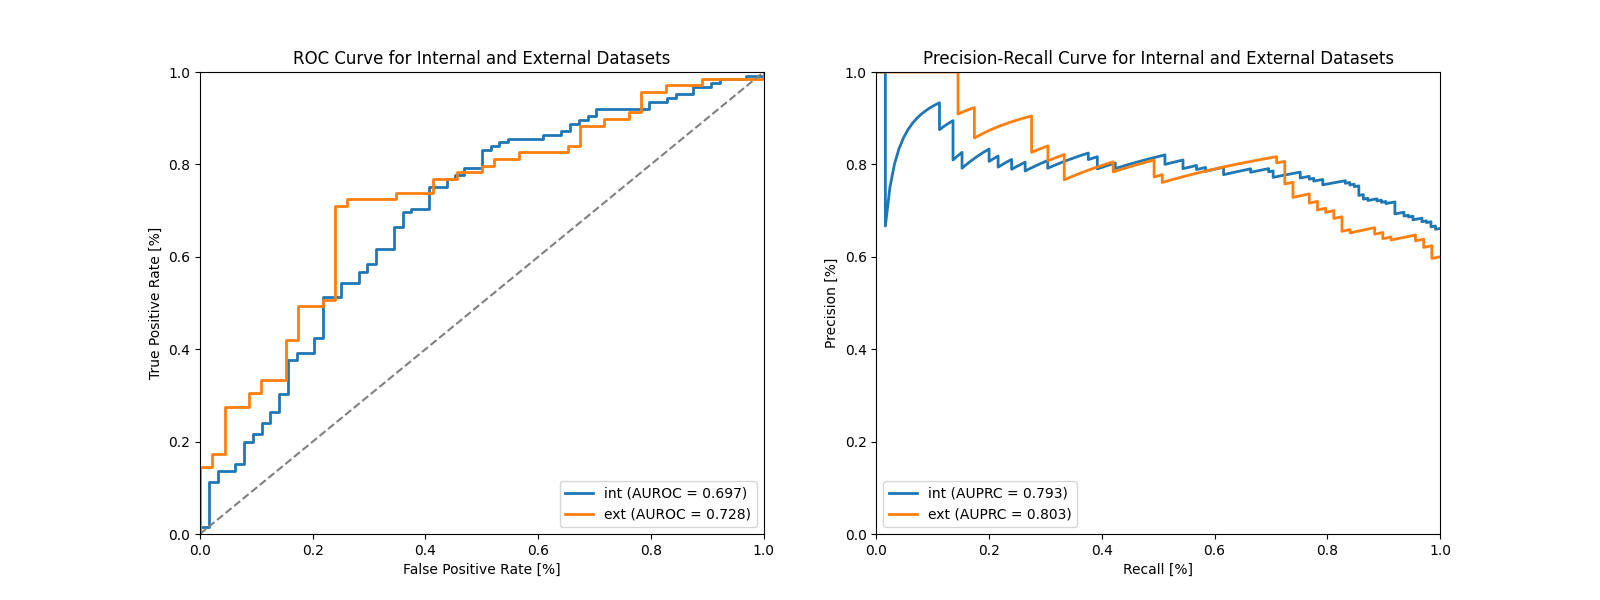 ROC Curve for Internal and External Datasets
1.0
0.8
0.6
0.4
0.2
0.0
True Positive Rate [%]
0.0 0.2 0.4 0.6 0.8 1.0
False Positive Rate [%]
int (AUROC = 0.697)
ext (AUROC = 0.728)
Precision-Recall Curve for Internal and External Datasets
1.0
0.8
0.6
0.4
0.2
0.0
Precision [%]
0.0 0.2 0.4 0.6 0.8 1.0
Recall [%]
int (AUPRC = 0.793)
ext (AUPRC = 0.803)